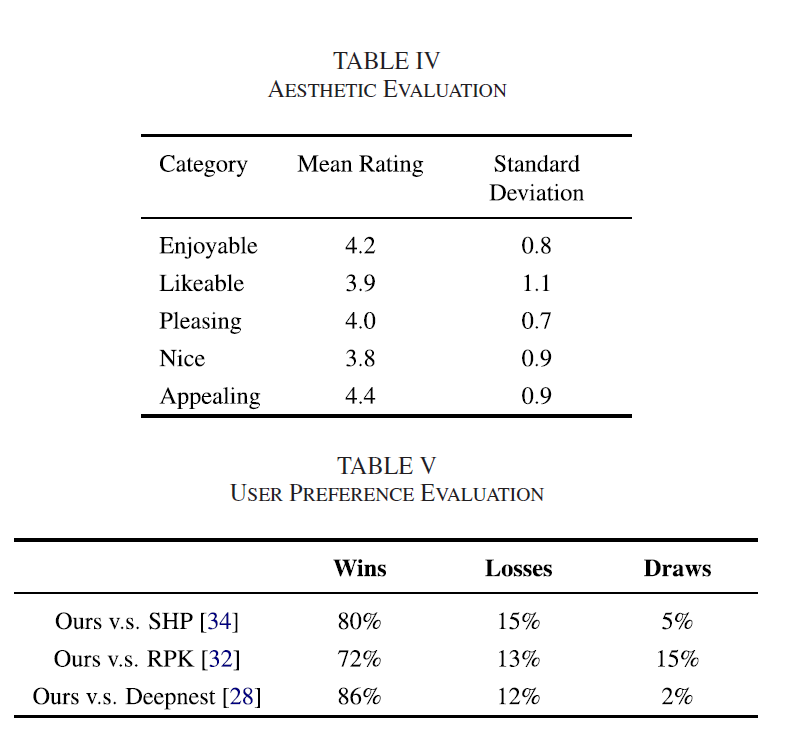 TABLE IV
AESTHETIC EVALUATION
Category Mean Rating Standard
Deviation
Enjoyable 4.2 0.8
Likeable 3.9 1.1
Pleasing 4.0 0.7
Nice 3.8 0.9
Appealing 4.4 0.9
TABLE V
USER PREFERENCE EVALUATION
Wins Losses Draws
Ours v.s. SHP [34] 80% 15% 5%
Ours v.s. RPK [32] 72% 13% 15%
Ours v.s. Deepnest [28] 86% 12% 2%